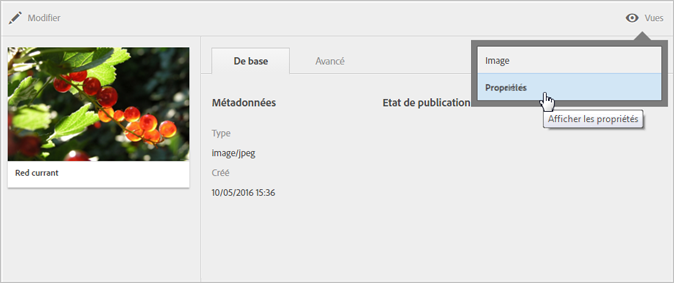 Modifier
Vues
De base
Avancé
Image
Propriétés
Afficher les propriétés
Métadonnées
Etat de publication
Type
image/jpeg
Créé
10/05/2016 15:36
Red currant